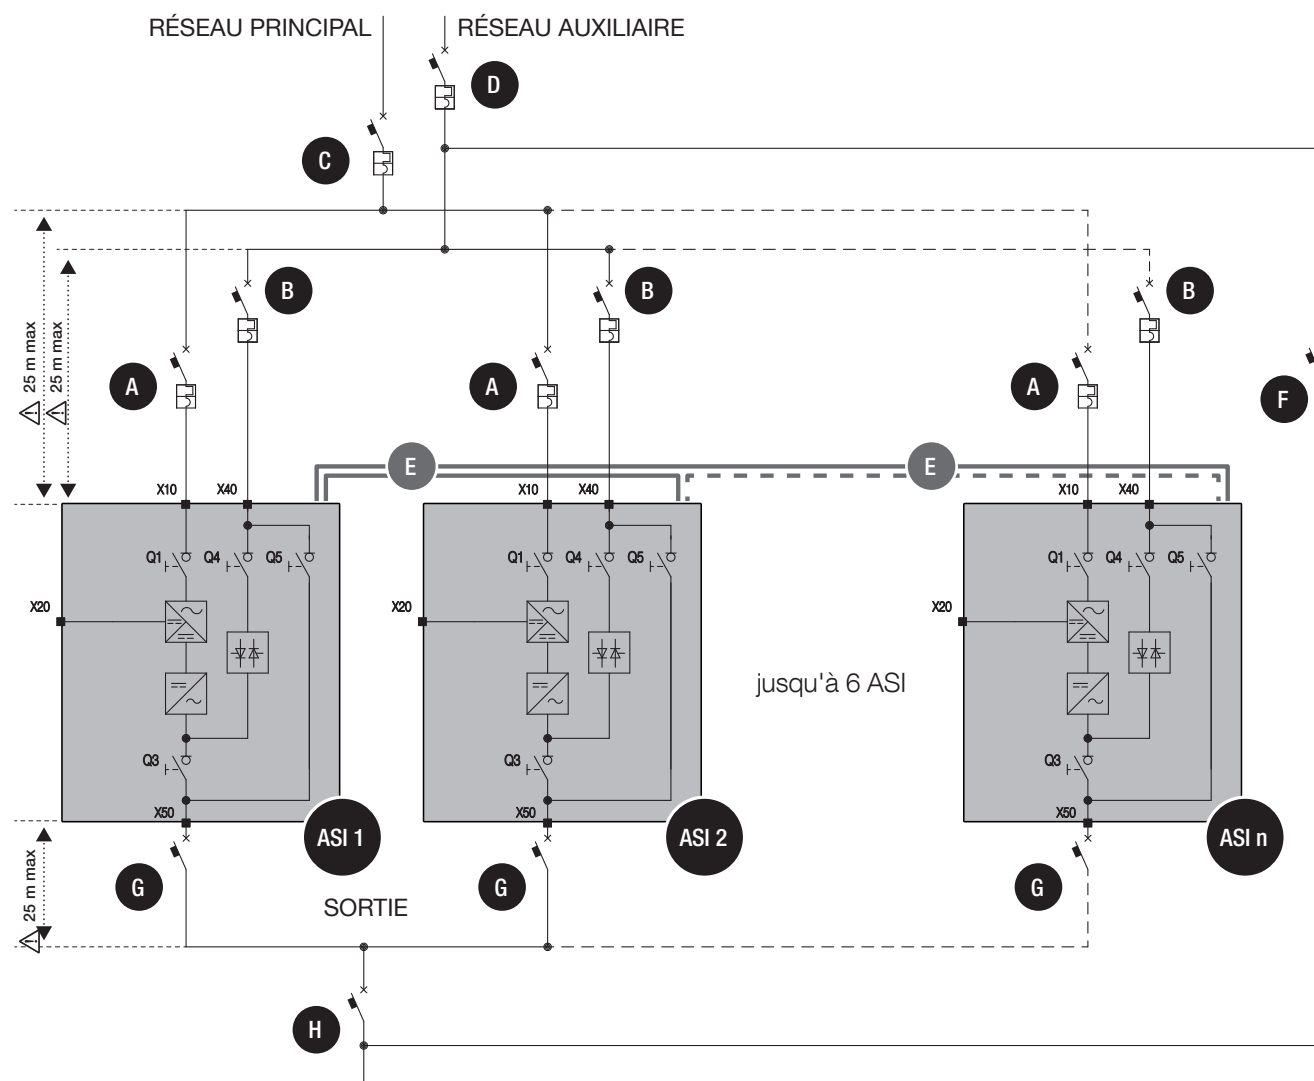 RÉSEAU PRINCIPAL
RÉSEAU AUXILIAIRE
D
C
B
B
B
25 m max
25 m max
A
A
A
F
E
E
X10
X40
X10
X40
X10
X40
Q1
Q4
Q5
Q1
Q4
Q5
Q1
Q4
Q5
X20
X20
X20
jusqu'à 6 ASI
Q3
Q3
Q3
X50
X50
X50
ASI 1
ASI 2
ASI n
25 m max
G
G
G
SORTIE
H